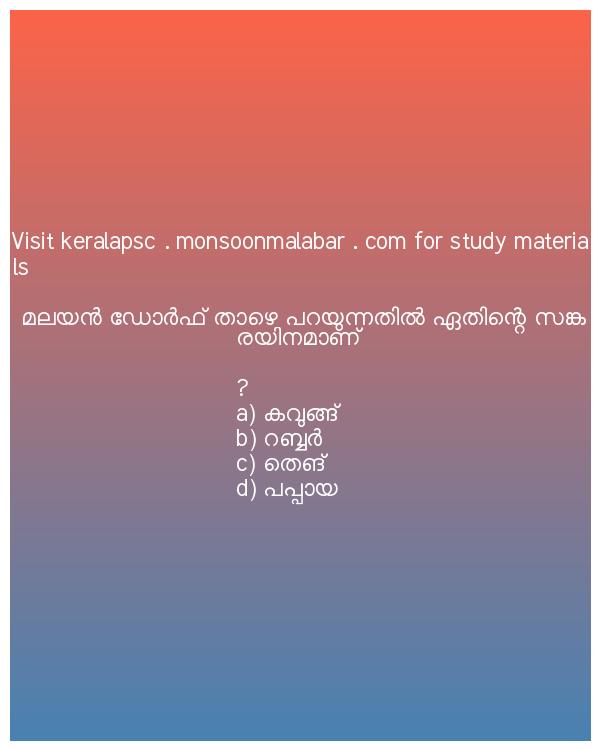 Visit keralapsc . monsoonmalabar . com for study materia
ls
മലയൻ ഡോർഫ് താഴെ പറയുന്നതിൽ ഏതിന്റെ സങ്ക
രയിനമാണ്
?
a) കവുങ്ങ്
b) റബ്ബർ
c) തെങ്
d) പപ്പായ